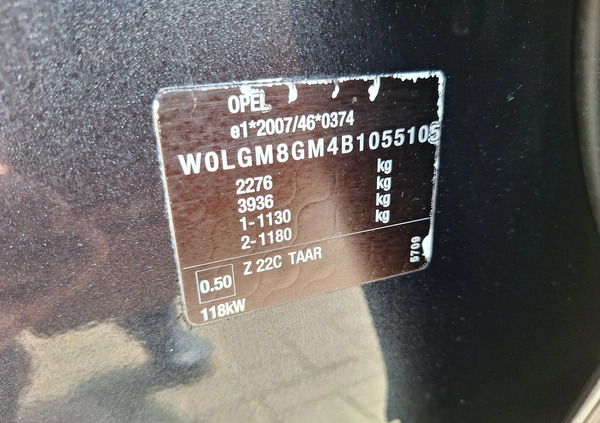 OPEL
e1*2007/46*0374
W0LGM8GM4B1055105
2276 kg
3936 kg
1-1130 kg
2-1180 kg
0.50 Z 22C TAAR
118kW
5709